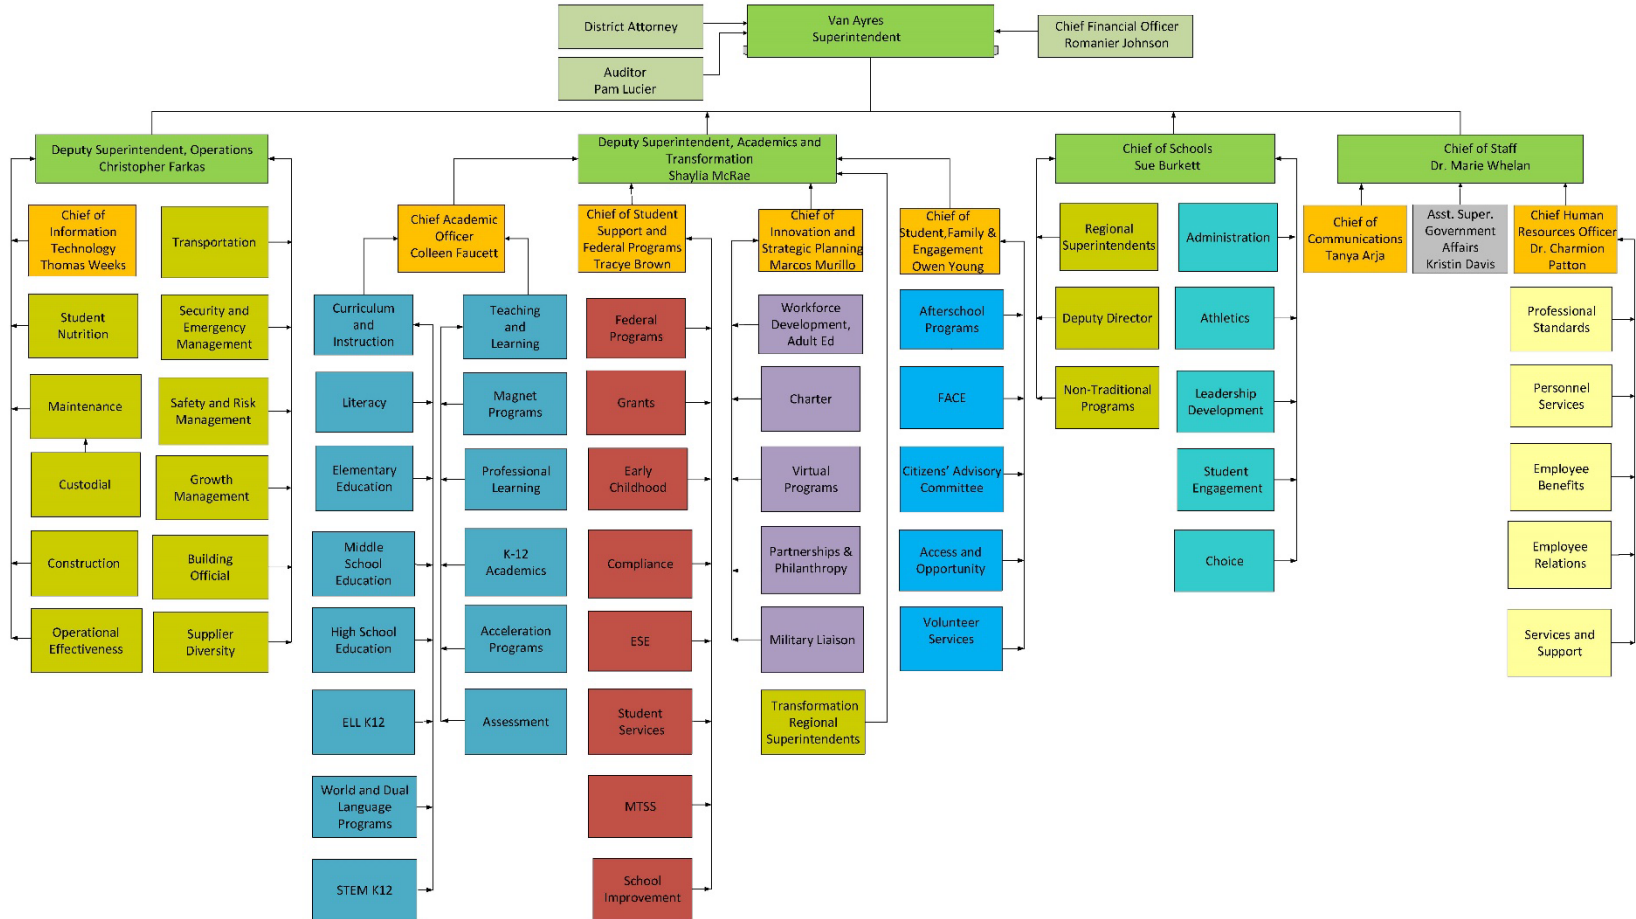 District Attorney
Van Ayres
Superintendent
Chief Financial Officer
Romanier Johnson
Auditor
Pam Lucier
Deputy Superintendent, Operations
Christopher Farkas
Deputy Superintendent, Academics and
Transformation
Shaylia McRae
Chief of Schools
Sue Burkett
Chief of Staff
Dr. Marie Whelan
Chief of
Information
Technology
Thomas Weeks
Transportation
Student
Nutrition
Security and
Emergency
Management
Maintenance
Safety and Risk
Management
Custodial
Growth
Management
Construction
Building
Official
Operational
Effectiveness
Supplier
Diversity
Chief Academic
Officer
Colleen Faucett
Curriculum
and
Instruction
Teaching
and
Learning
Literacy
Magnet
Programs
Elementary
Education
Professional
Learning
Middle
School
Education
K-12
Academics
High School
Education
Acceleration
Programs
ELL K12
Assessment
World and Dual
Language
Programs
STEM K12
Chief of Student
Support and
Federal Programs
Tracye Brown
Federal
Programs
Grants
Early
Childhood
Compliance
ESE
Student
Services
MTSS
School
Improvement
Chief of
Innovation and
Strategic Planning
Marcos Murillo
Workforce
Development,
Adult Ed
Charter
Virtual
Programs
Partnerships &
Philanthropy
Military Liaison
Transformation
Regional
Superintendents
Chief of
Student,Family &
Engagement
Owen Young
Afterschool
Programs
FACE
Citizens' Advisory
Committee
Access and
Opportunity
Volunteer
Services
Regional
Superintendents
Administration
Deputy Director
Athletics
Non-Traditional
Programs
Leadership
Development
Student
Engagement
Choice
Chief of
Communications
Tanya Arja
Asst. Super.
Government
Affairs
Kristin Davis
Chief Human
Resources Officer
Dr. Charmion
Patton
Professional
Standards
Personnel
Services
Employee
Benefits
Employee
Relations
Services and
Support